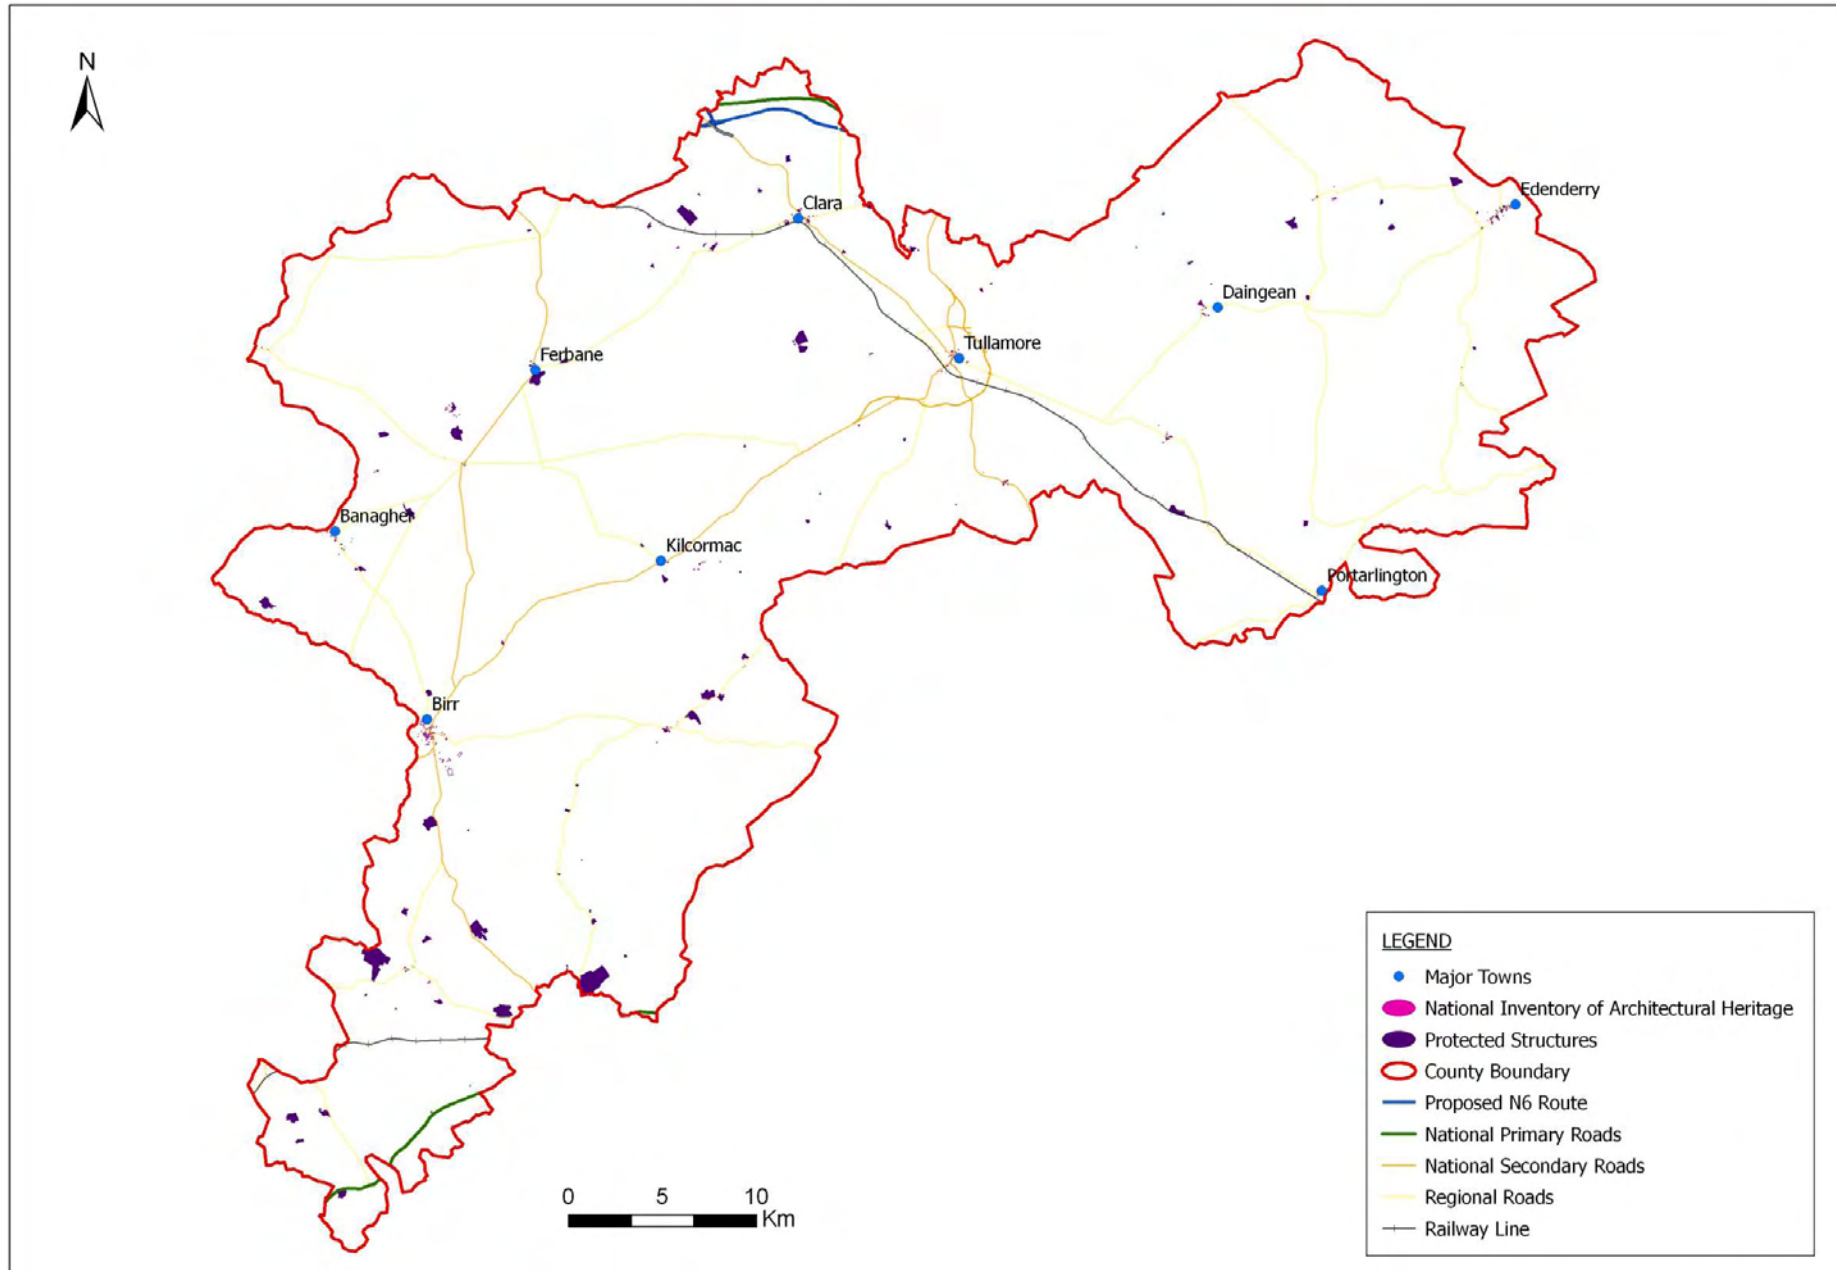 N
Clara
Edenderry
Daingean
Tullamore
Ferbane
Banagher
Kilcormac
Portarlington
Birr
LEGEND
Major Towns
National Inventory of Architectural Heritage
Protected Structures
County Boundary
Proposed N6 Route
National Primary Roads
National Secondary Roads
Regional Roads
Railway Line
0 5 10
Km